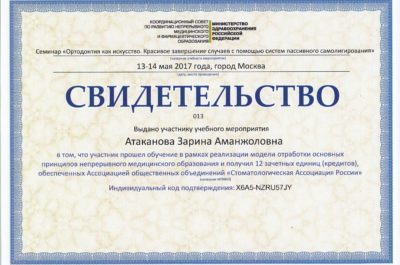 КООРДИНАЦИОННЫЙ СОВЕТ
ПО РАЗВИТИЮ НЕПРЕРЫВНОГО
МЕДИЦИНСКОГО
И ФАРМАЦЕВТИЧЕСКОГО
ОБРАЗОВАНИЯ
МИНИСТЕРСТВО
ЗДРАВООХРАНЕНИЯ
РОССИЙСКОЙ
ФЕДЕРАЦИИ
Семинар «Ортодонтия как искусство. Красивое завершение случаев с помощью систем пассивного самолигирования»
(название учебного мероприятия)
13-14 мая 2017 года, город Москва
(дата, место проведения)
СВИДЕТЕЛЬСТВО
013
Выдано участнику учебного мероприятия
Атаканова Зарина Аманжоловна
в том, что участник прошел обучение в рамках реализации модели отработки основных
принципов непрерывного медицинского образования и получил 12 зачетных единиц (кредитов),
обеспеченных Ассоциацией общественных объединений «Стоматологическая Ассоциация России»
Индивидуальный код подтверждения: X6A5-NZRU57JY